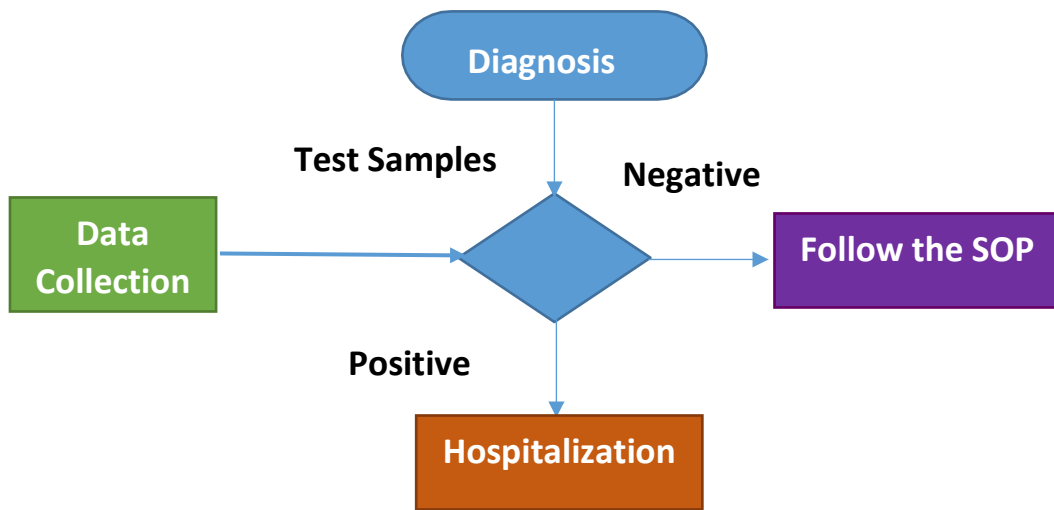 Diagnosis
Test Samples
Negative
Data
Collection
Follow the SOP
Positive
Hospitalization